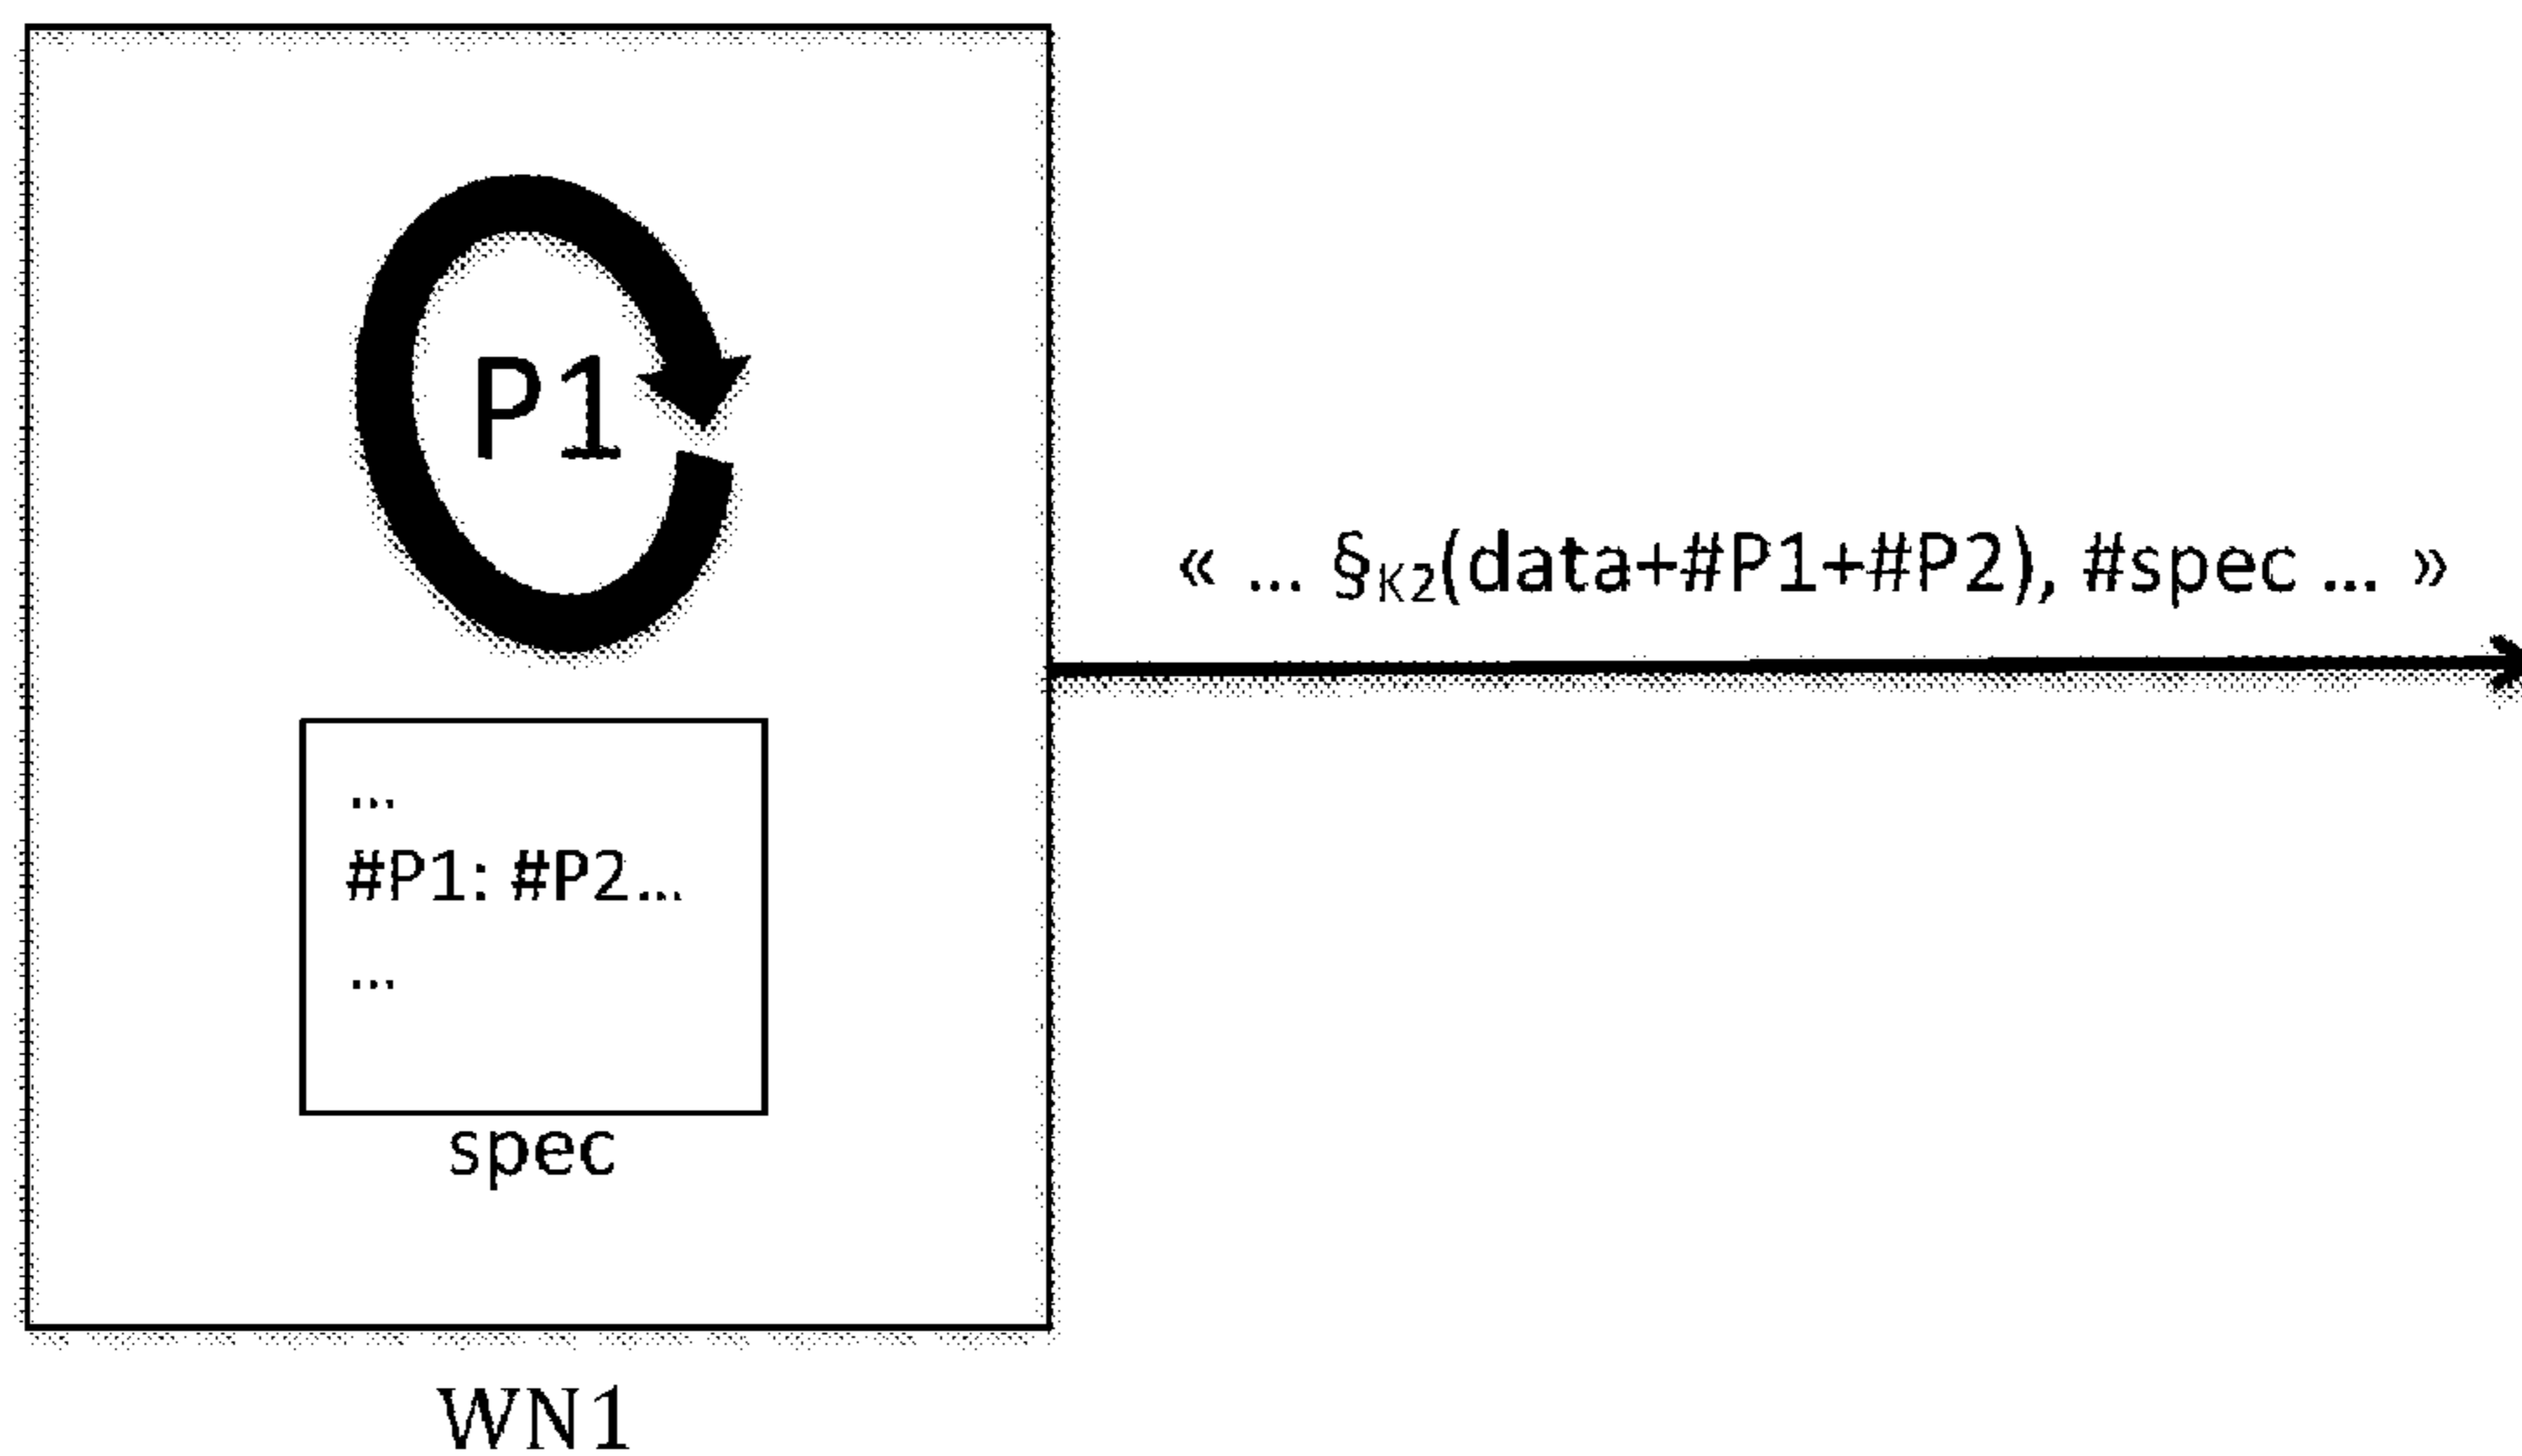 P1
« ... §K2(data+#P1+#P2), #spec ... »
...
#P1: #P2...
...
spec
WN1